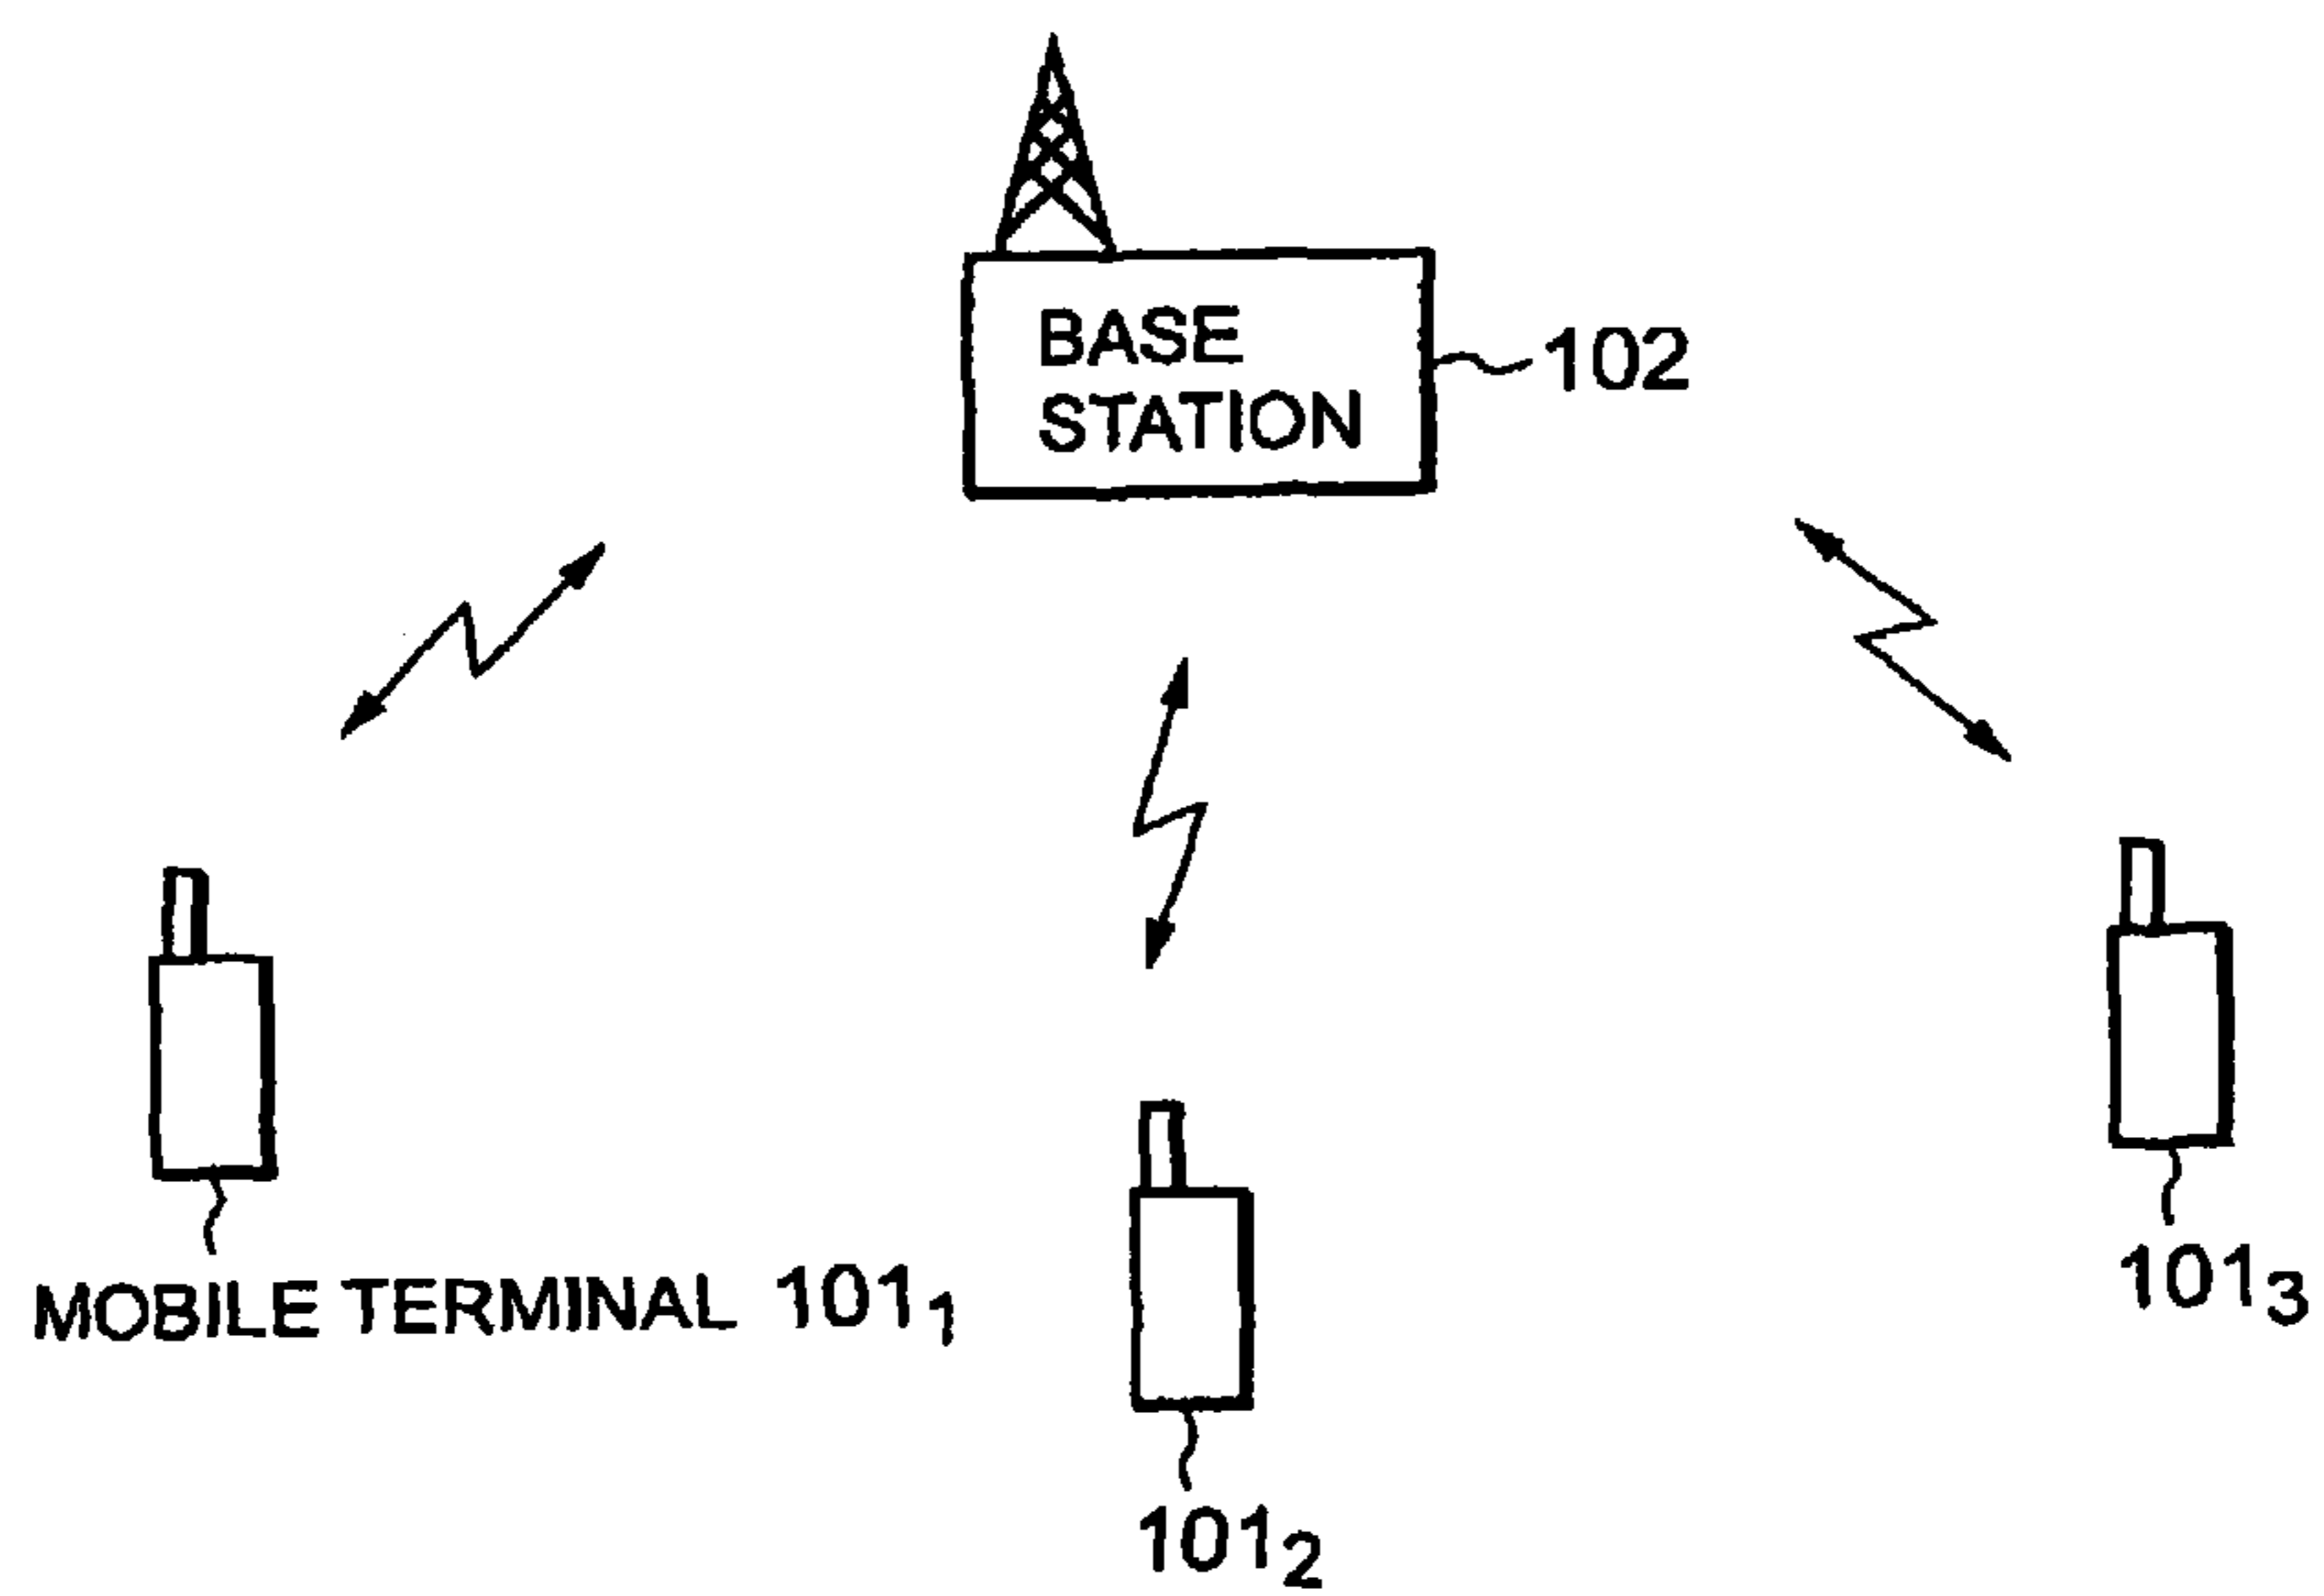 BASE
STATION
102
MOBILE TERMINAL 101₁
101₃
101₂